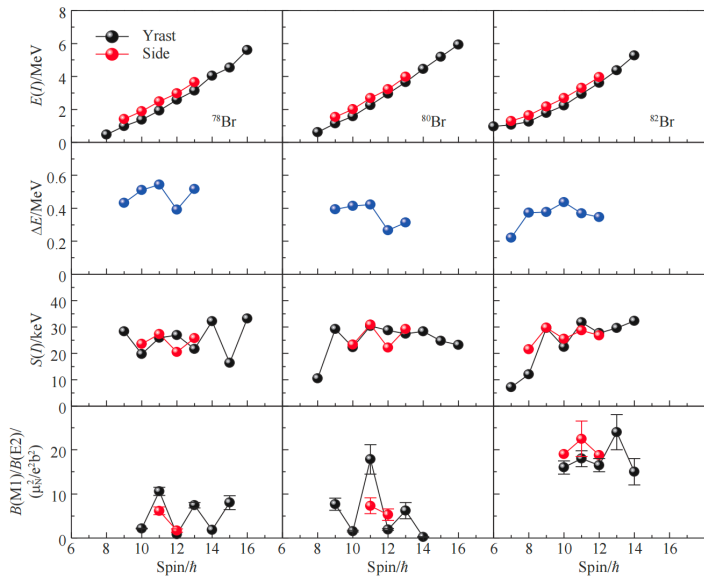 8
6
4
2
0
E(I)/MeV
Yrast
Side
⁷⁸Br
⁸⁰Br
⁸²Br
0.6
0.4
0.2
0
ΔE/MeV
40
30
20
10
0
S(I)/keV
20
10
0
B(M1)/B(E2)/
(μ²_N/e²b²)
6 8 10 12 14 16 6 8 10 12 14 16 6 8 10 12 14 16
Spin/ħ Spin/ħ Spin/ħ